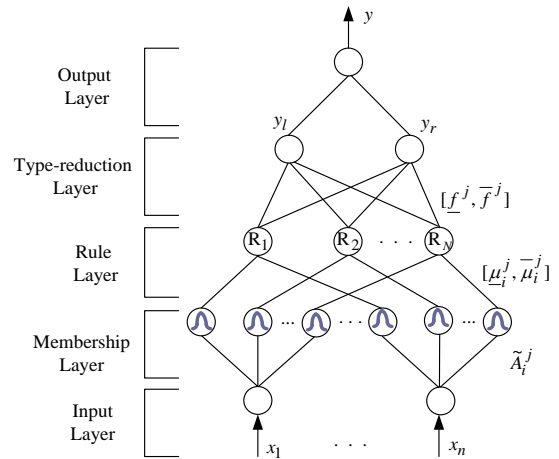 y
Output
Layer
y_l
y_r
Type-reduction
Layer
[f̲^j, f̅^j]
R_1
R_2
. . .
R_N
Rule
Layer
[μ̲_i^j, μ̅_i^j]
... . . . ...
Membership
Layer
Ã_i^j
Input
Layer
x_1
. . .
x_n